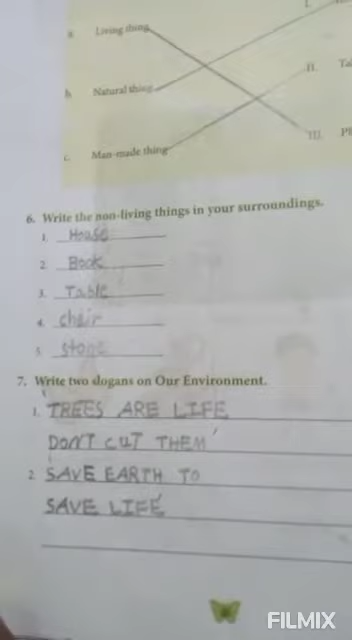 I.
a. Living thing
II. Ta
b. Natural thing
III. Pl
c. Man-made thing
6. Write the non-living things in your surroundings.
1. House
2. Book
3. Table
4. chair
5. stone
7. Write two slogans on Our Environment.
1. TREES ARE LIFE
DON'T CUT THEM'
2. SAVE EARTH TO
SAVE LIFE'
FILMIX